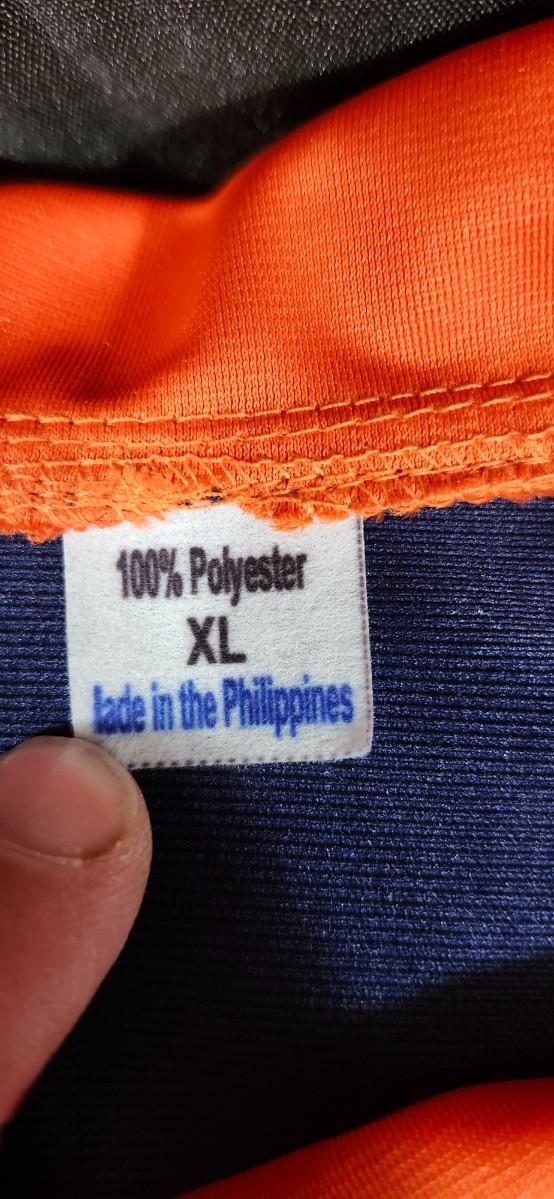 100% Polyester
XL
lade in the Philippines